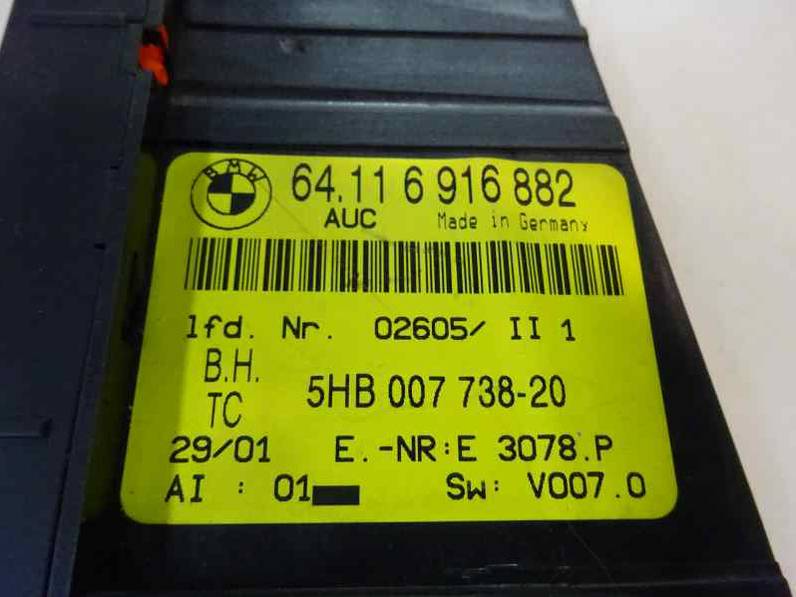 BMW 64.11 6 916 882
AUC Made in Germany
lfd. Nr. 02605/ II 1
B.H.
TC 5HB 007 738-20
29/01 E.-NR:E 3078.P
AI : 01 Sw: V007.0